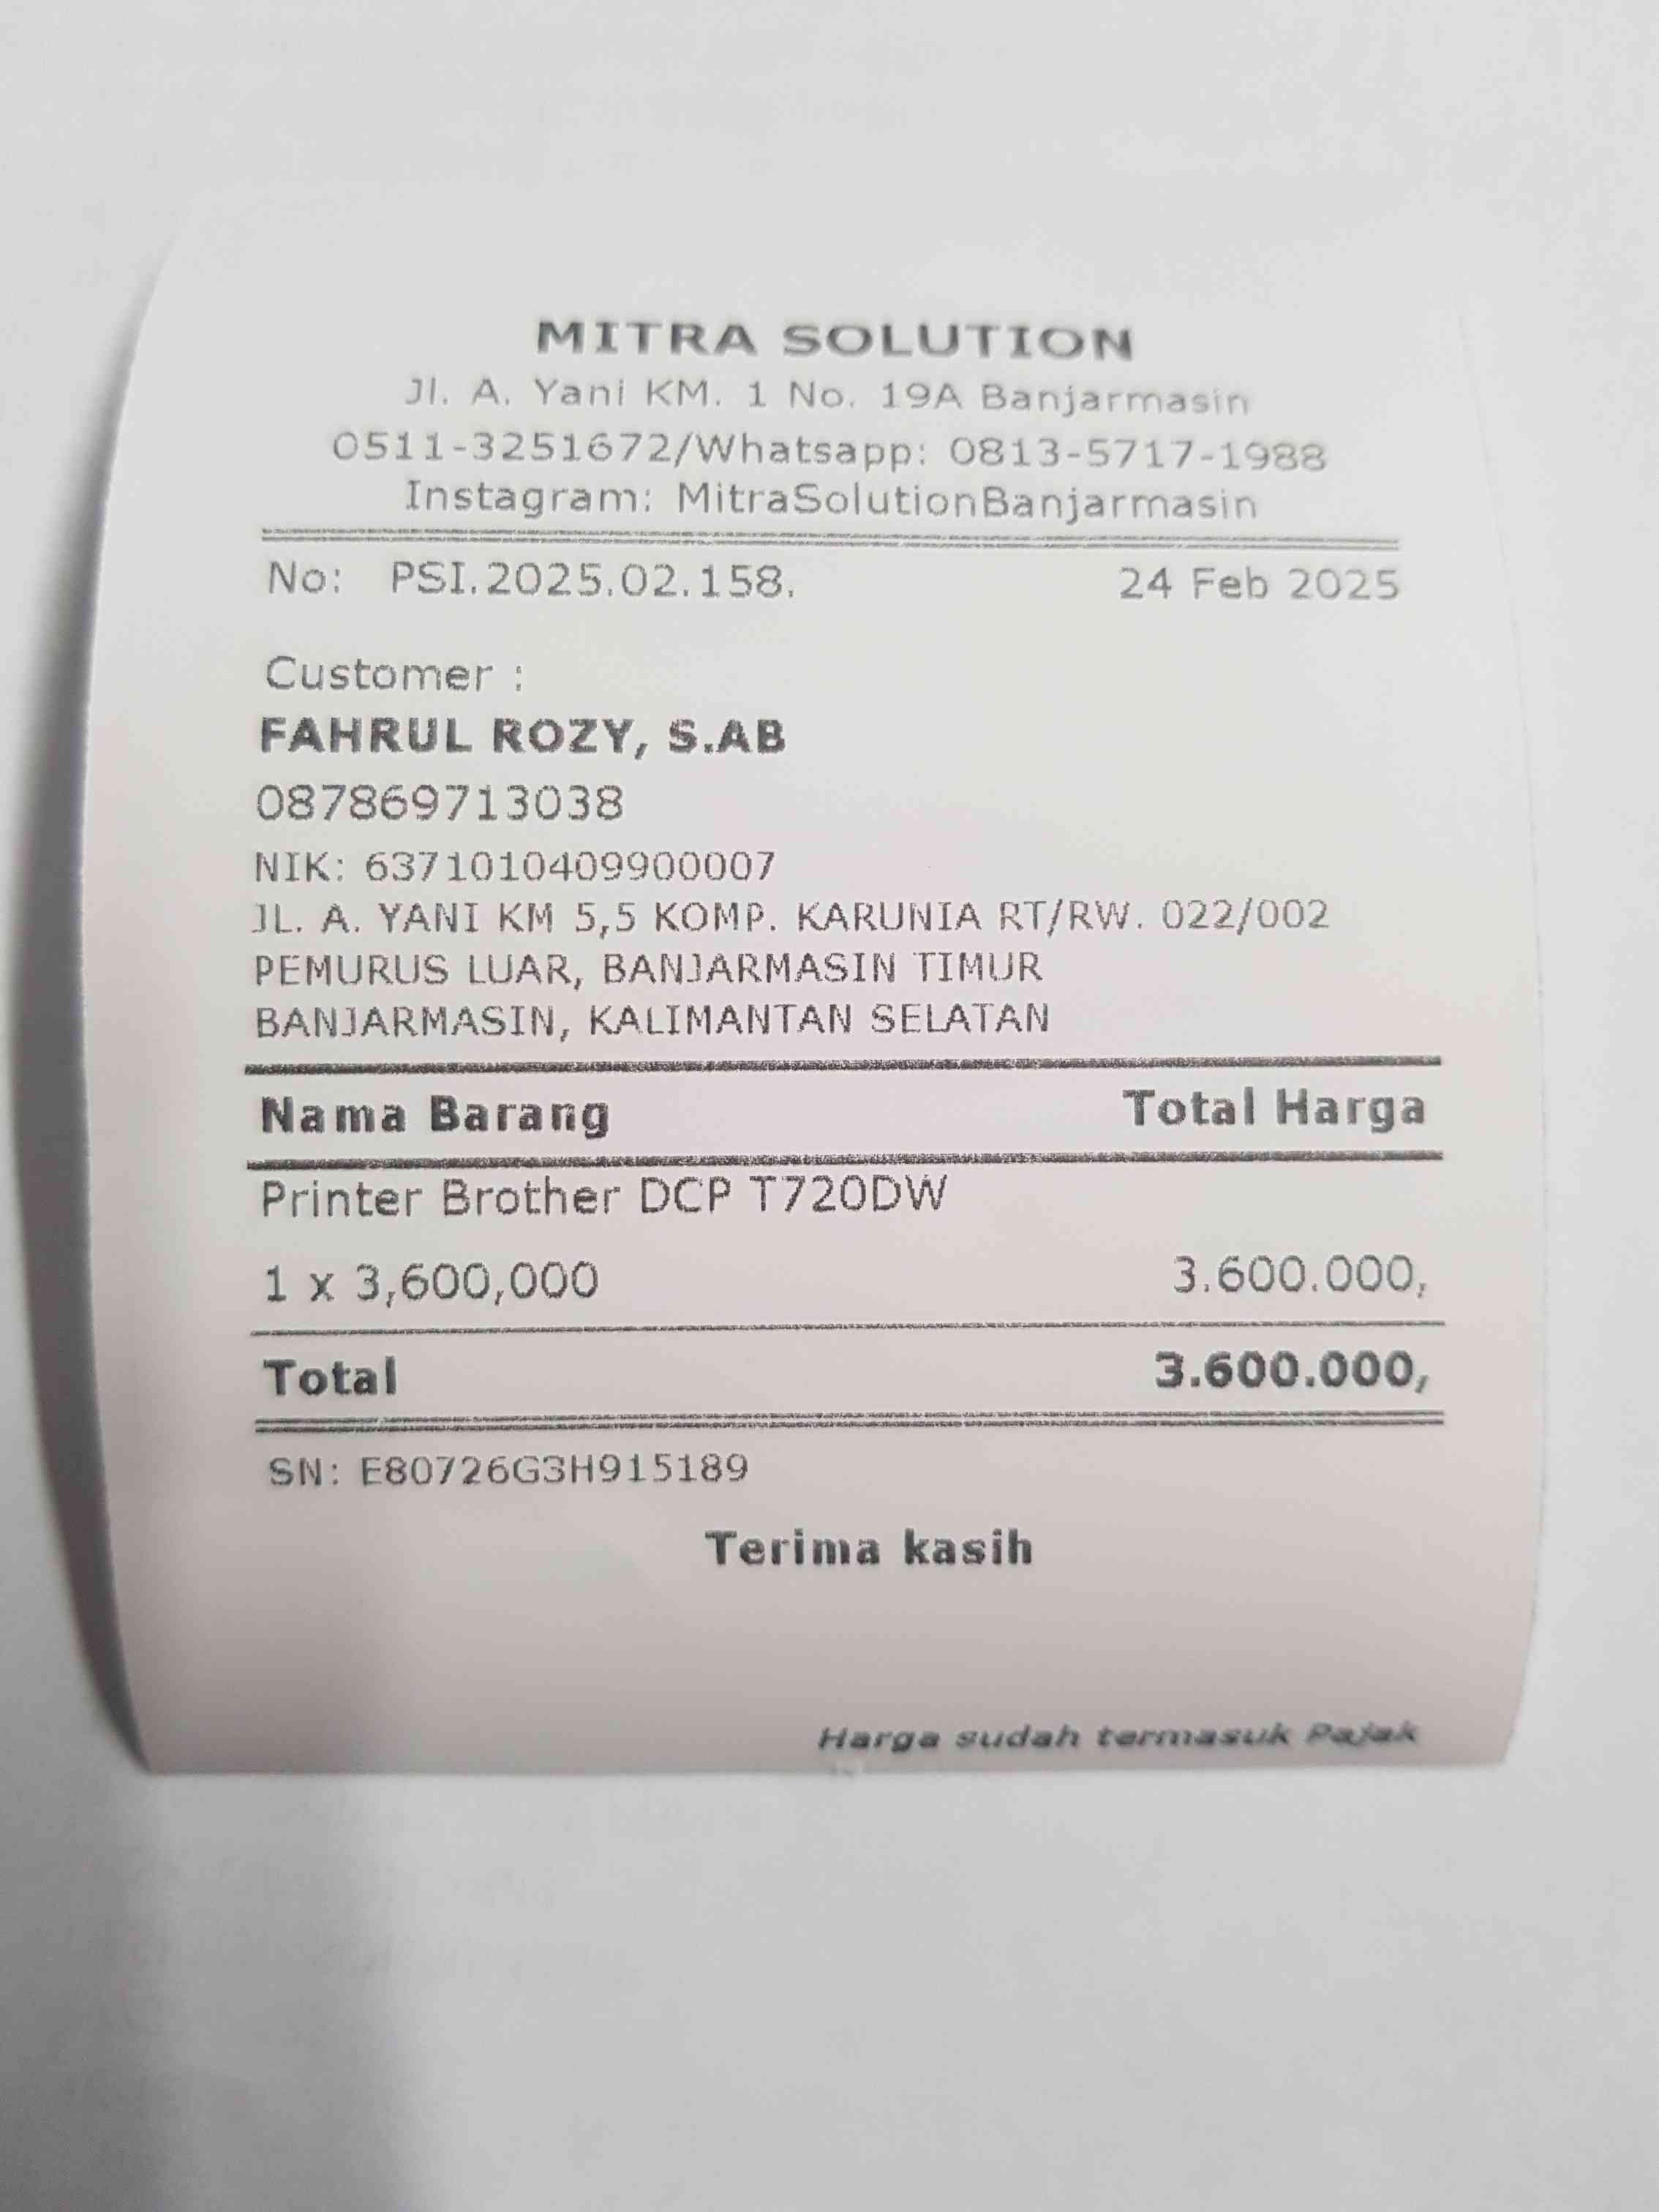 MITRA SOLUTION
Jl. A. Yani KM. 1 No. 19A Banjarmasin
0511-3251672/Whatsapp: 0813-5717-1988
Instagram: MitraSolutionBanjarmasin
No: PSI.2025.02.158. 24 Feb 2025
Customer :
FAHRUL ROZY, S.AB
087869713038
NIK: 6371010409900007
JL. A. YANI KM 5,5 KOMP. KARUNIA RT/RW. 022/002
PEMURUS LUAR, BANJARMASIN TIMUR
BANJARMASIN, KALIMANTAN SELATAN
Nama Barang Total Harga
Printer Brother DCP T720DW
1 x 3,600,000 3.600.000,
Total 3.600.000,
SN: E80726G3H915189
Terima kasih
Harga sudah termasuk Pajak